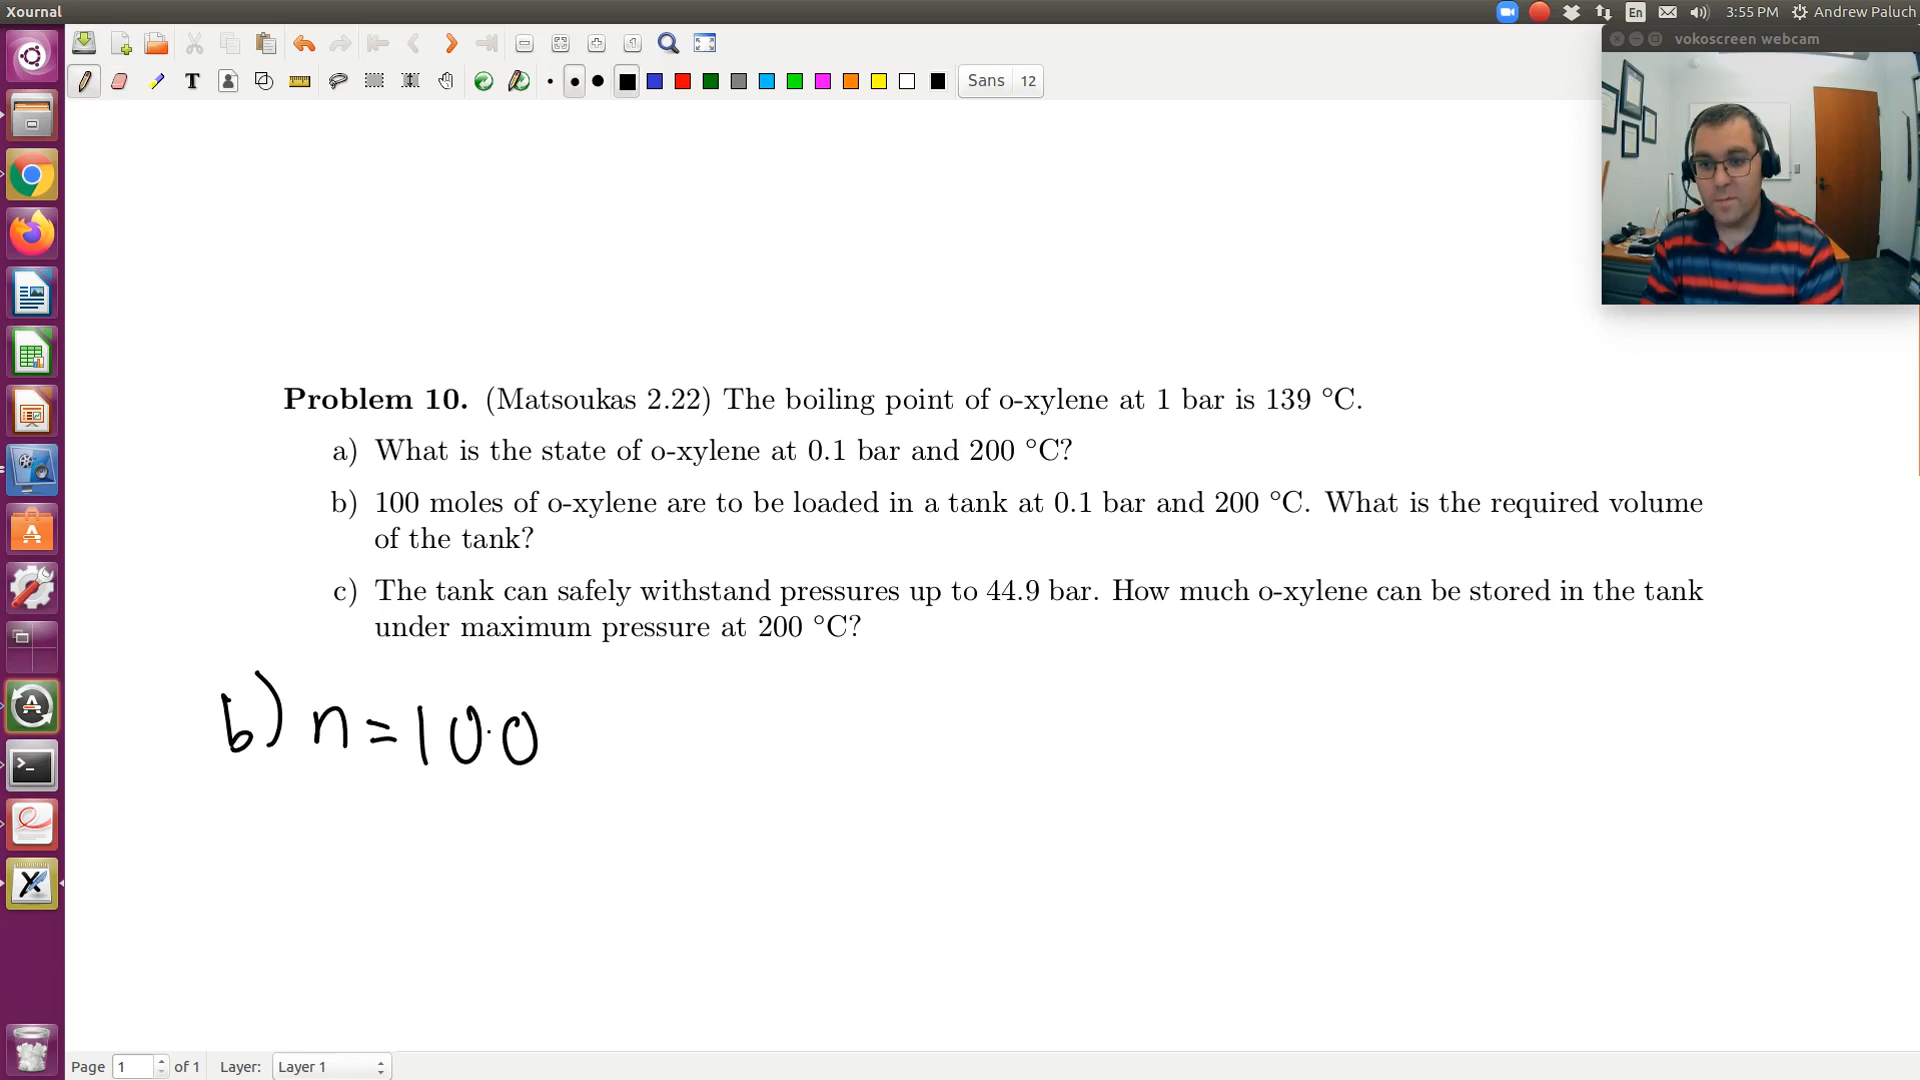 Xournal
En
3:55 PM
Andrew Paluch
vokoscreen webcam
T
Sans 12
Problem 10. (Matsoukas 2.22) The boiling point of o-xylene at 1 bar is 139 °C.
a) What is the state of o-xylene at 0.1 bar and 200 °C?
b) 100 moles of o-xylene are to be loaded in a tank at 0.1 bar and 200 °C. What is the required volume
of the tank?
c) The tank can safely withstand pressures up to 44.9 bar. How much o-xylene can be stored in the tank
under maximum pressure at 200 °C?
b) n = 100
Page 1 of 1 Layer: Layer 1